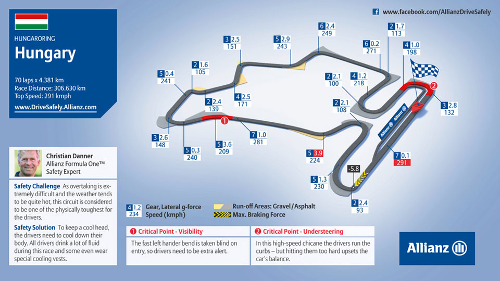 www.facebook.com/AllianzDriveSafely
HUNGARORING
Hungary
70 laps x 4.381 km
Race Distance: 306.630 km
Top Speed: 291 kmph
www.DriveSafely.Allianz.com
Christian Danner
Allianz Formula One™
Safety Expert
Safety Challenge As overtaking is ex-
tremely difficult and the weather tends
to be quite hot, this circuit is considered
to be one of the physically toughest for
the drivers.
Safety Solution To keep a cool head,
the drivers need to cool down their
body. All drivers drink a lot of fluid
during this race and some even wear
special cooling vests.
3 2.5
151
5 2.9
243
6 2.4
249
2 1.7
113
6 0.2
271
4 1.0
198
2 1.6
105
5 0.4
241
4 2.5
171
2 2.4
139
2 2.1
100
4 1.2
218
2 2.1
108
2
3 2.8
132
1
3 2.6
148
5 0.3
240
5 3.6
209
7 1.0
281
5 3.9
224
5 1.3
230
-5.8
2 2.4
93
7 0.1
291
Allianz
Allianz
4 1.2
234
Gear, Lateral g-force
Speed (kmph)
Run-off Areas: Gravel/Asphalt
Max. Braking Force
1 Critical Point - Visibility
The fast left hander bend is taken blind on
entry, so drivers need to be extra alert.
2 Critical Point - Understeering
In this high-speed chicane the drivers run the
curbs – but hitting them too hard upsets the
car's balance.
Allianz